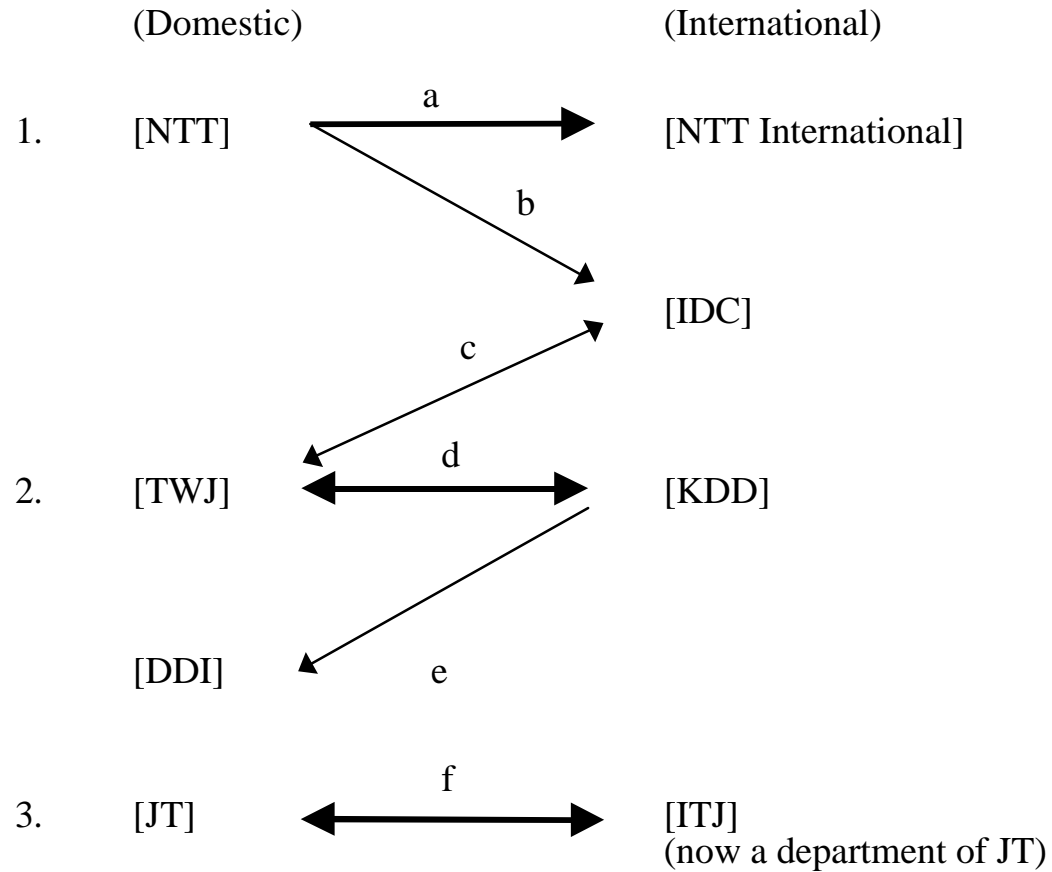 (Domestic) (International)
a
1. [NTT] [NTT International]
b
[IDC]
c
d
2. [TWJ] [KDD]
[DDI] e
f
3. [JT] [ITJ]
(now a department of JT)